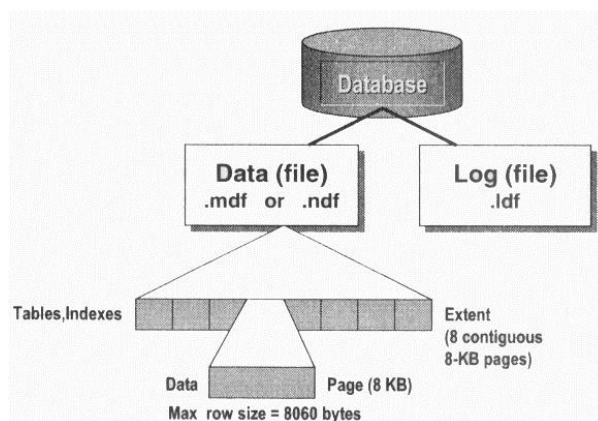 Database
Data (file)
.mdf or .ndf
Log (file)
.ldf
Tables,Indexes
Extent
(8 contiguous
8-KB pages)
Data
Page (8 KB)
Max row size = 8060 bytes